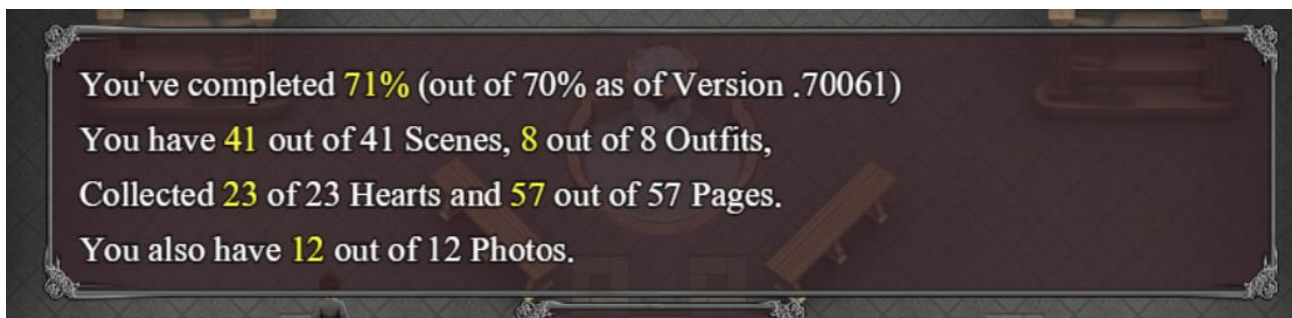 You've completed 71% (out of 70% as of Version .70061)
You have 41 out of 41 Scenes, 8 out of 8 Outfits,
Collected 23 of 23 Hearts and 57 out of 57 Pages.
You also have 12 out of 12 Photos.